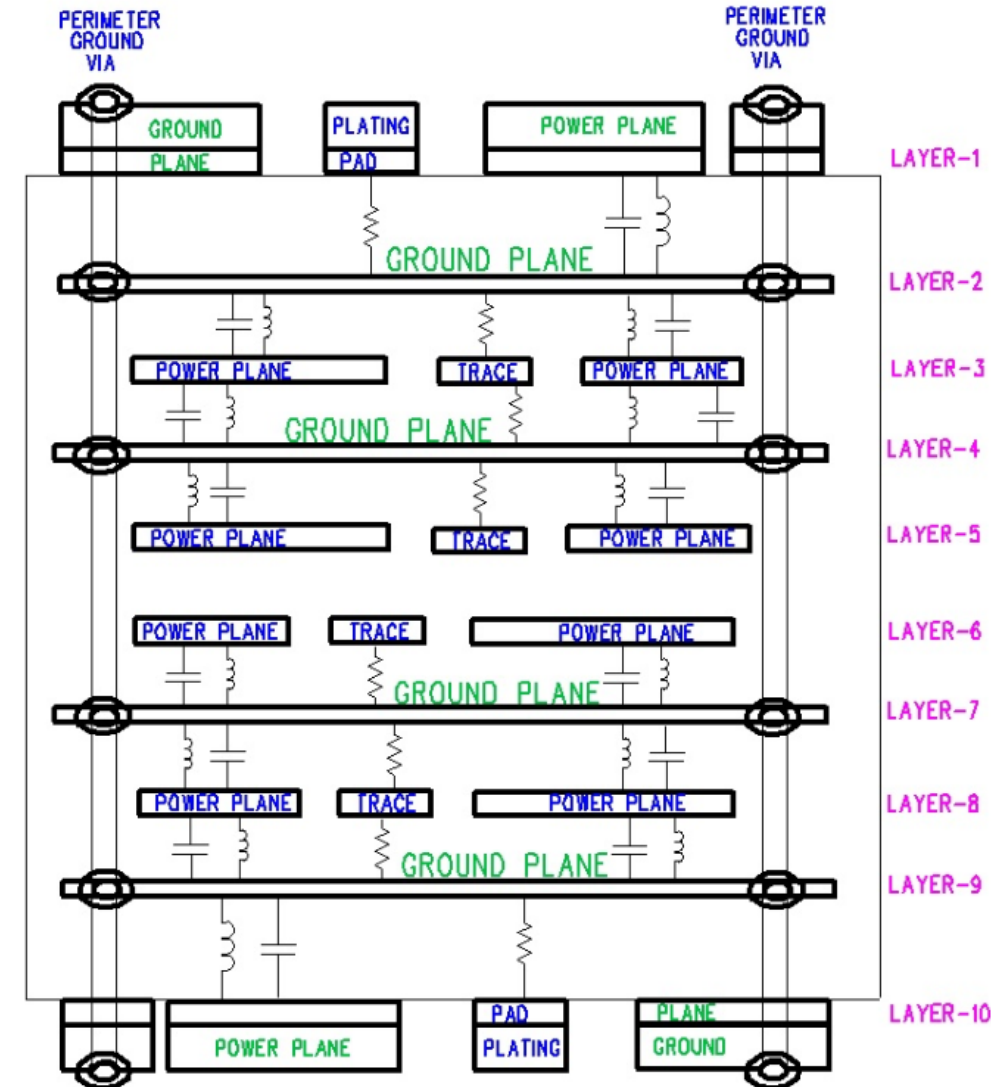 PERIMETER
GROUND
VIA
PERIMETER
GROUND
VIA
GROUND
PLANE
PLATING
PAD
POWER PLANE
LAYER-1
GROUND PLANE
LAYER-2
POWER PLANE
TRACE
POWER PLANE
LAYER-3
GROUND PLANE
LAYER-4
POWER PLANE
TRACE
POWER PLANE
LAYER-5
POWER PLANE
TRACE
POWER PLANE
LAYER-6
GROUND PLANE
LAYER-7
POWER PLANE
TRACE
POWER PLANE
LAYER-8
GROUND PLANE
LAYER-9
POWER PLANE
PAD
PLATING
PLANE
GROUND
LAYER-10